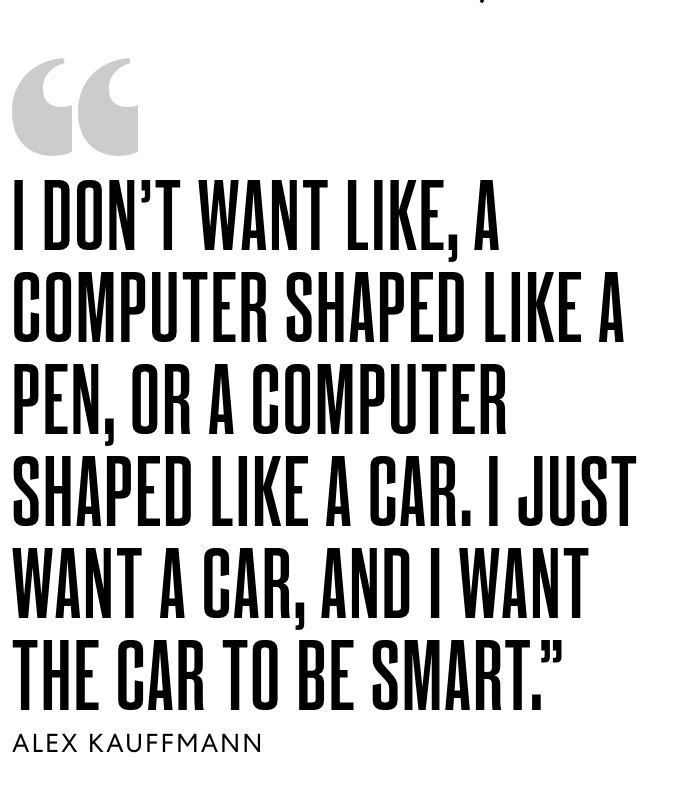 “
I DON’T WANT LIKE, A
COMPUTER SHAPED LIKE A
PEN, OR A COMPUTER
SHAPED LIKE A CAR. I JUST
WANT A CAR, AND I WANT
THE CAR TO BE SMART.”
ALEX KAUFFMANN